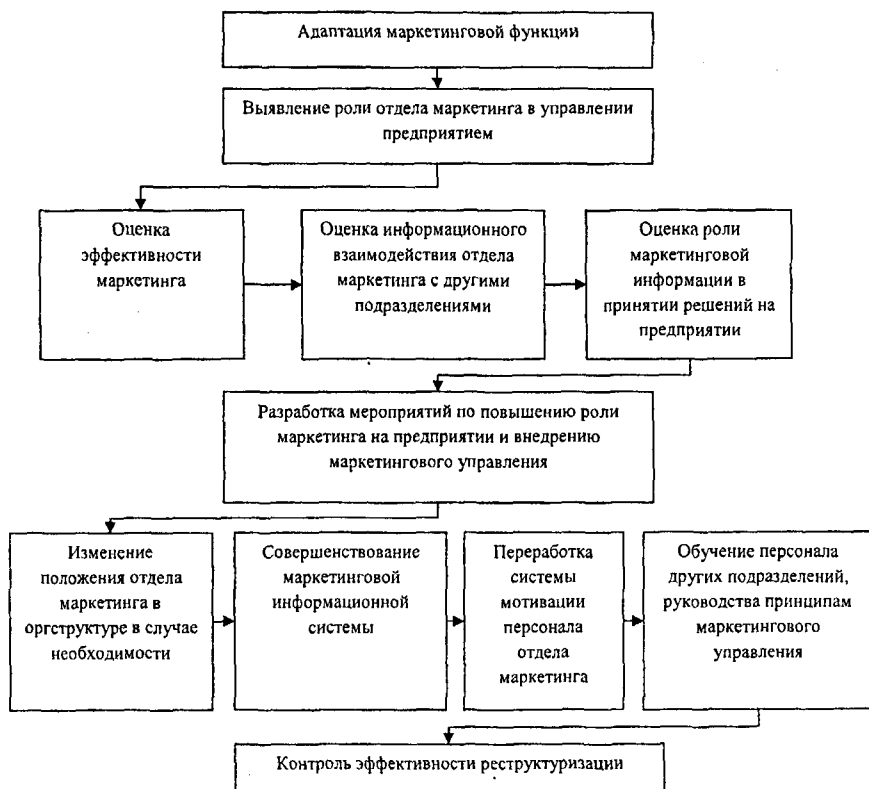 Адаптация маркетинговой функции
Выявление роли отдела маркетинга в управлении
предприятием
Оценка
эффективности
маркетинга
Оценка информационного
взаимодействия отдела
маркетинга с другими
подразделениями
Оценка роли
маркетинговой
информации в
принятии решений на
предприятии
Разработка мероприятий по повышению роли
маркетинга на предприятии и внедрению
маркетингового управления
Изменение
положения отдела
маркетинга в
оргструктуре в случае
необходимости
Совершенствование
маркетинговой
информационной
системы
Переработка
системы
мотивации
персонала
отдела
маркетинга
Обучение персонала
других подразделений,
руководства принципам
маркетингового
управления
Контроль эффективности реструктуризации